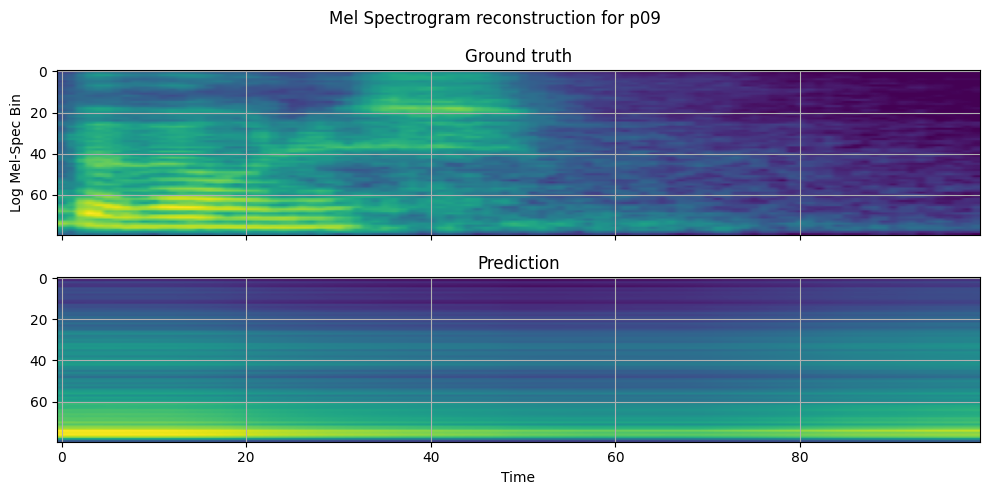 Mel Spectrogram reconstruction for p09
Ground truth
Log Mel-Spec Bin
0
20
40
60
Prediction
0
20
40
60
0 20 40 60 80
Time